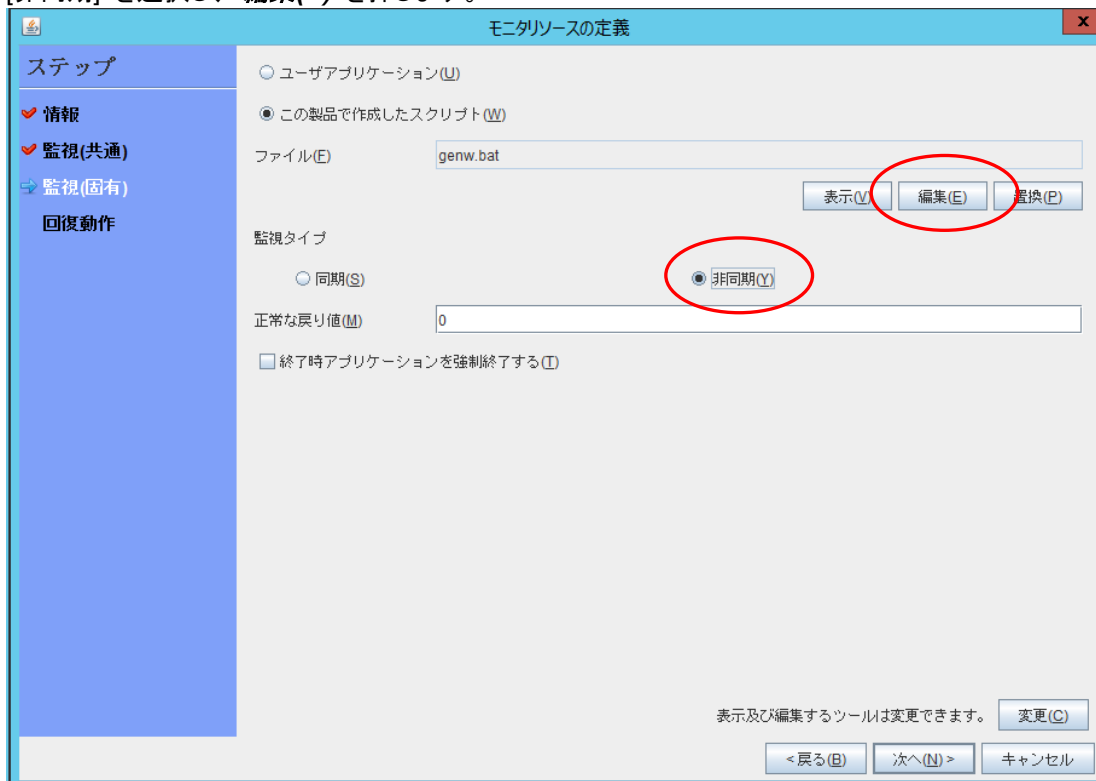 モニタリソースの定義
x
ステップ
情報
監視(共通)
監視(固有)
回復動作
ユーザアプリケーション(U)
この製品で作成したスクリプト(W)
ファイル(F) genw.bat
表示(V) 編集(E) 置換(P)
監視タイプ
同期(S) 非同期(Y)
正常な戻り値(M) 0
終了時アプリケーションを強制終了する(T)
表示及び編集するツールは変更できます。 変更(C)
<戻る(B) 次へ(N)> キャンセル